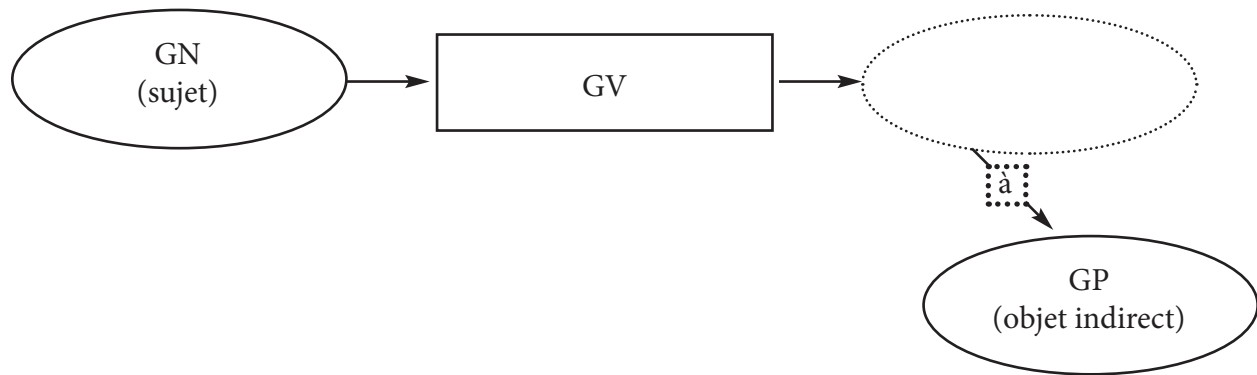 GN
(sujet)
GV
à
GP
(objet indirect)